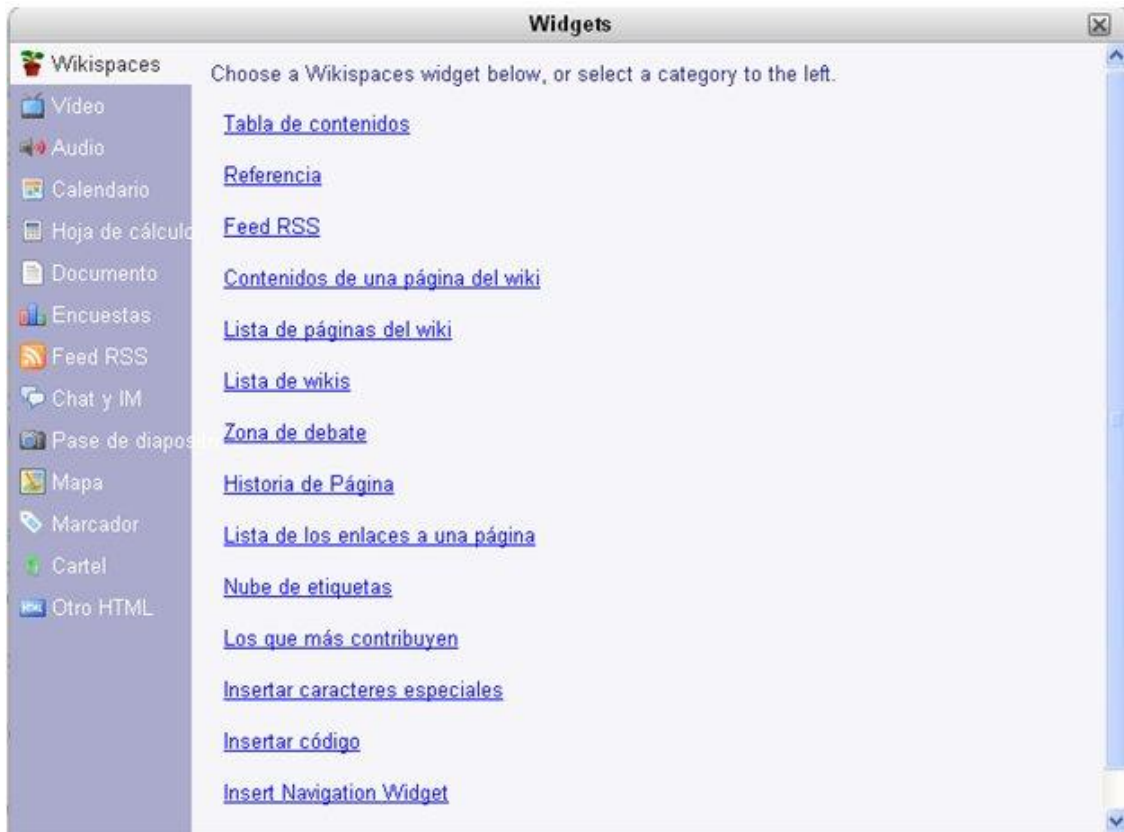 Widgets
Wikispaces
Vídeo
Audio
Calendario
Hoja de cálculo
Documento
Encuestas
Feed RSS
Chat y IM
Pase de diapos
Mapa
Marcador
Cartel
Otro HTML
Choose a Wikispaces widget below, or select a category to the left.
Tabla de contenidos
Referencia
Feed RSS
Contenidos de una página del wiki
Lista de páginas del wiki
Lista de wikis
Zona de debate
Historia de Página
Lista de los enlaces a una página
Nube de etiquetas
Los que más contribuyen
Insertar caracteres especiales
Insertar código
Insert Navigation Widget